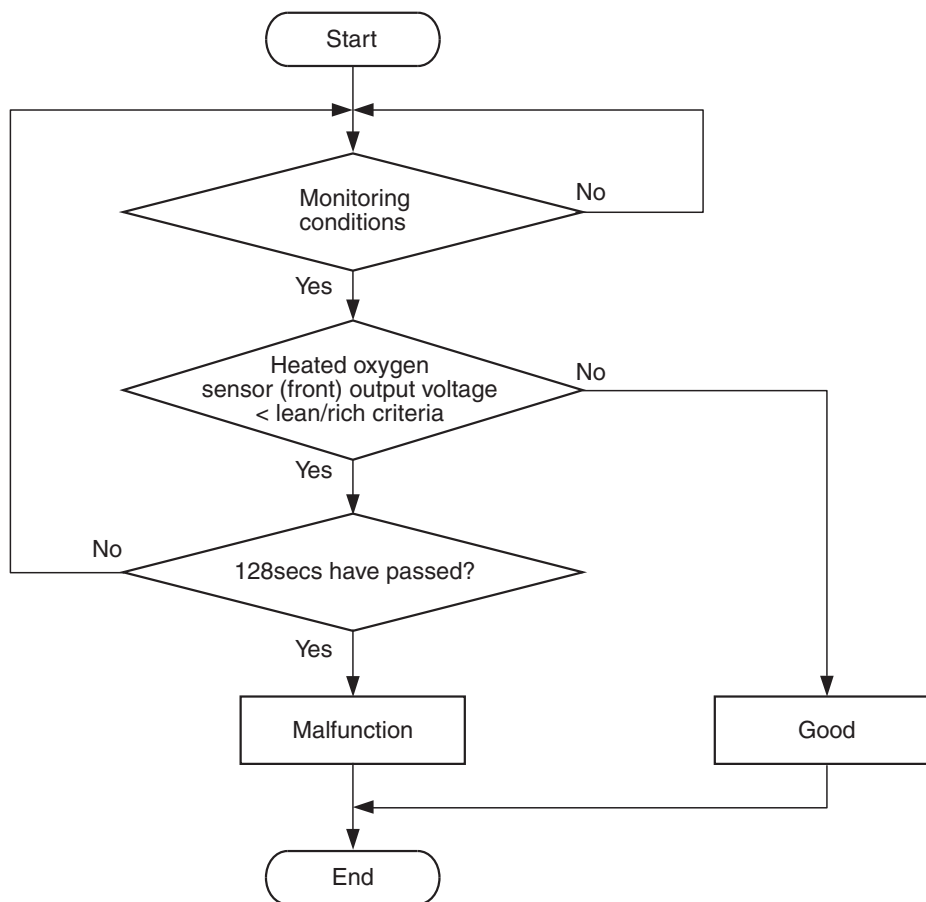 Start
Monitoring
conditions
No
Yes
Heated oxygen
sensor (front) output voltage
< lean/rich criteria
No
Yes
128secs have passed?
No
Yes
Malfunction
Good
End